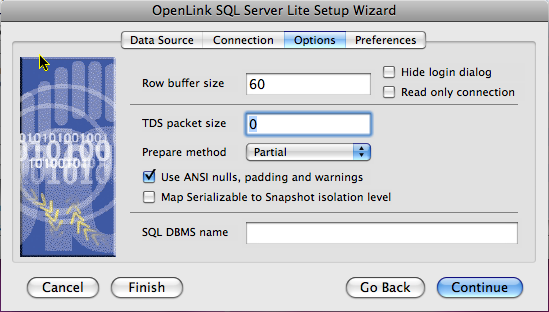 OpenLink SQL Server Lite Setup Wizard
Data Source Connection Options Preferences
Row buffer size 60
Hide login dialog
Read only connection
TDS packet size 0
Prepare method Partial
Use ANSI nulls, padding and warnings
Map Serializable to Snapshot isolation level
SQL DBMS name
Cancel Finish Go Back Continue